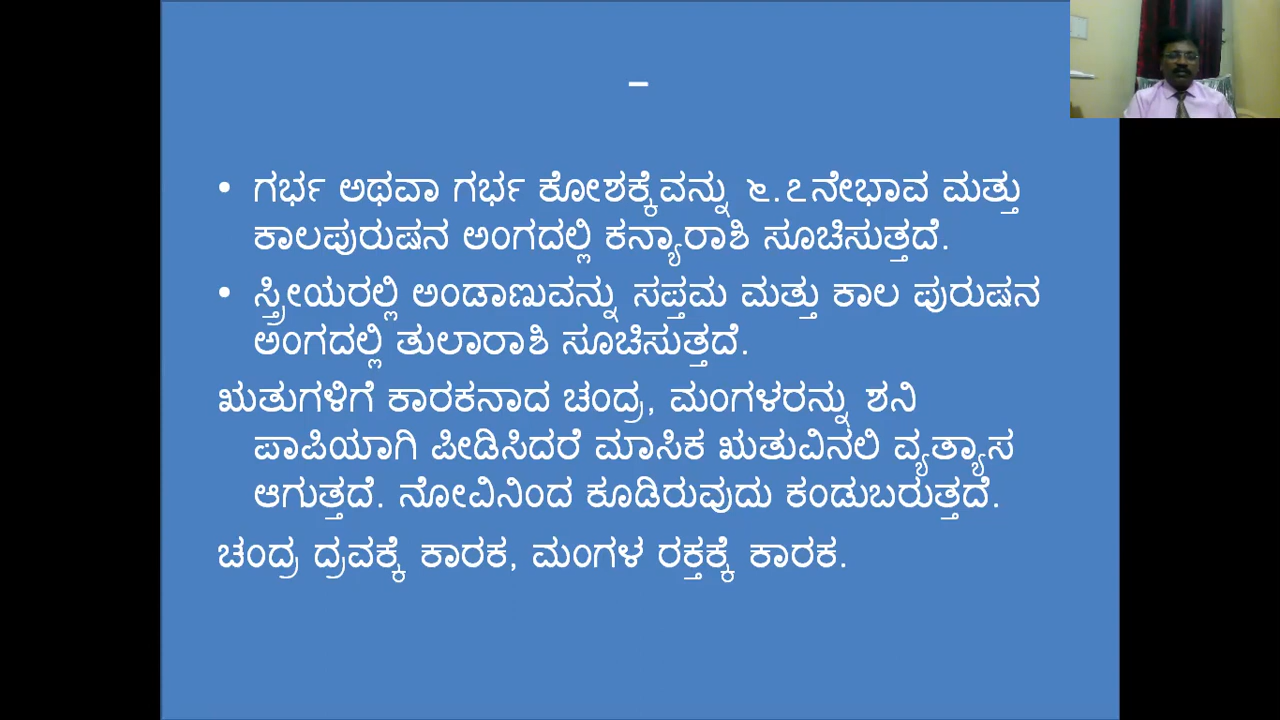 –
• ಗರ್ಭ ಅಥವಾ ಗರ್ಭ ಕೋಶಕ್ಕೆವನ್ನು ೬.೭ನೇಭಾವ ಮತ್ತು
ಕಾಲಪುರುಷನ ಅಂಗದಲ್ಲಿ ಕನ್ಯಾರಾಶಿ ಸೂಚಿಸುತ್ತದೆ.
• ಸ್ತ್ರೀಯರಲ್ಲಿ ಅಂಡಾಣುವನ್ನು ಸಪ್ತಮ ಮತ್ತು ಕಾಲ ಪುರುಷನ
ಅಂಗದಲ್ಲಿ ತುಲಾರಾಶಿ ಸೂಚಿಸುತ್ತದೆ.
ಋತುಗಳಿಗೆ ಕಾರಕನಾದ ಚಂದ್ರ, ಮಂಗಳರನ್ನು ಶನಿ
ಪಾಪಿಯಾಗಿ ಪೀಡಿಸಿದರೆ ಮಾಸಿಕ ಋತುವಿನಲಿ ವ್ಯತ್ಯಾಸ
ಆಗುತ್ತದೆ. ನೋವಿನಿಂದ ಕೂಡಿರುವುದು ಕಂಡುಬರುತ್ತದೆ.
ಚಂದ್ರ ದ್ರವಕ್ಕೆ ಕಾರಕ, ಮಂಗಳ ರಕ್ತಕ್ಕೆ ಕಾರಕ.